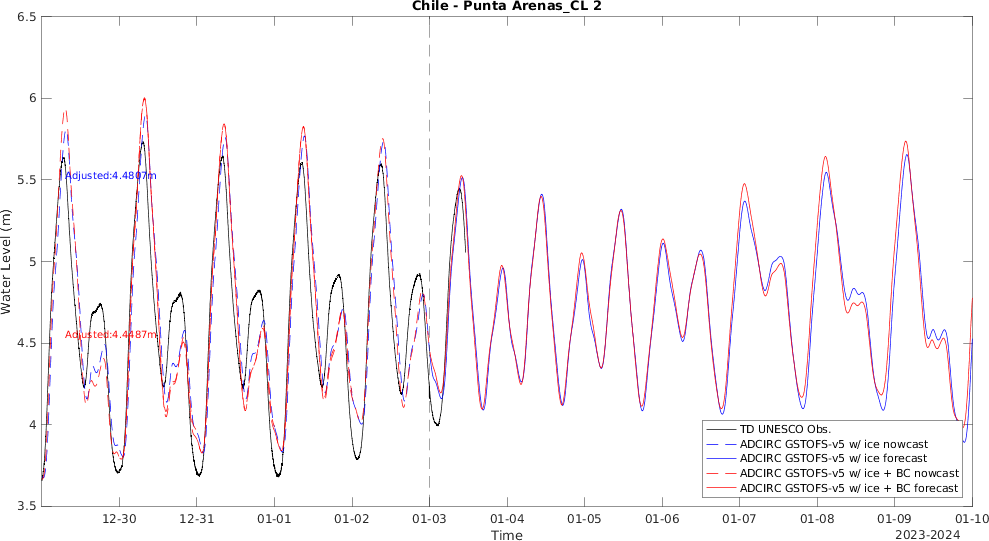 Chile - Punta Arenas_CL 2
Water Level (m)
6.5
6
5.5
5
4.5
4
3.5
Adjusted:4.4807m
Adjusted:4.4487m
TD UNESCO Obs.
ADCIRC GSTOFS-v5 w/ ice nowcast
ADCIRC GSTOFS-v5 w/ ice forecast
ADCIRC GSTOFS-v5 w/ ice + BC nowcast
ADCIRC GSTOFS-v5 w/ ice + BC forecast
12-30 12-31 01-01 01-02 01-03 01-04 01-05 01-06 01-07 01-08 01-09 01-10
Time
2023-2024